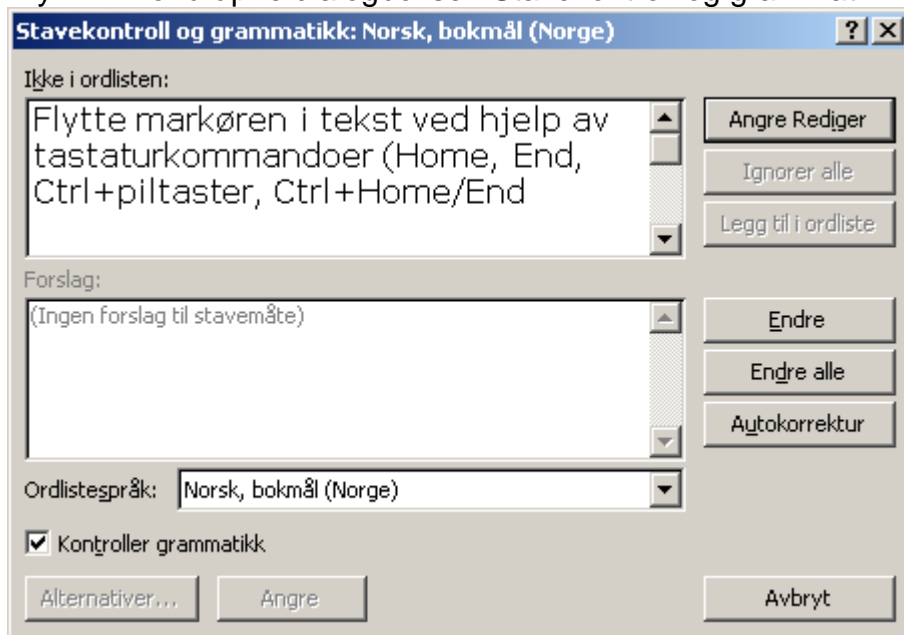 Stavekontroll og grammatikk: Norsk, bokmål (Norge)
Ikke i ordlisten:
Flytte markøren i tekst ved hjelp av
tastaturkommandoer (Home, End,
Ctrl+piltaster, Ctrl+Home/End
Angre Rediger
Ignorer alle
Legg til i ordliste
Forslag:
(Ingen forslag til stavemåte)
Endre
Endre alle
Autokorrektur
Ordlistespråk: Norsk, bokmål (Norge)
Kontroller grammatikk
Alternativer... Angre Avbryt